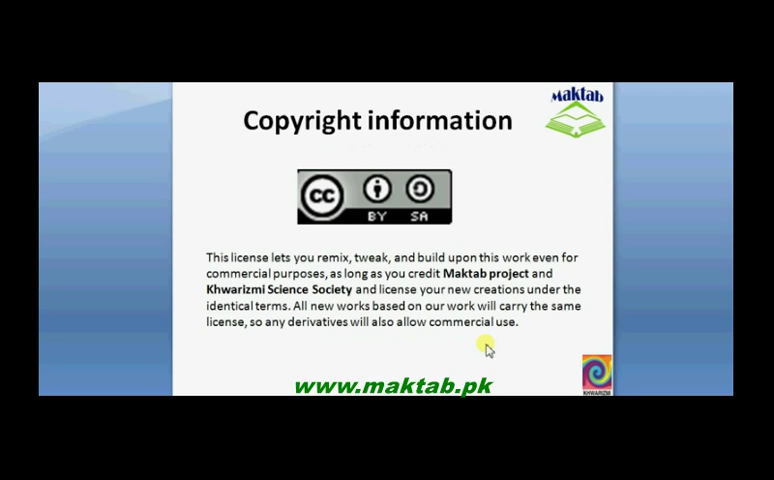 Maktab
Copyright information
cc
BY SA
This license lets you remix, tweak, and build upon this work even for
commercial purposes, as long as you credit Maktab project and
Khwarizmi Science Society and license your new creations under the
identical terms. All new works based on our work will carry the same
license, so any derivatives will also allow commercial use.
www.maktab.pk
KHWARIZMI